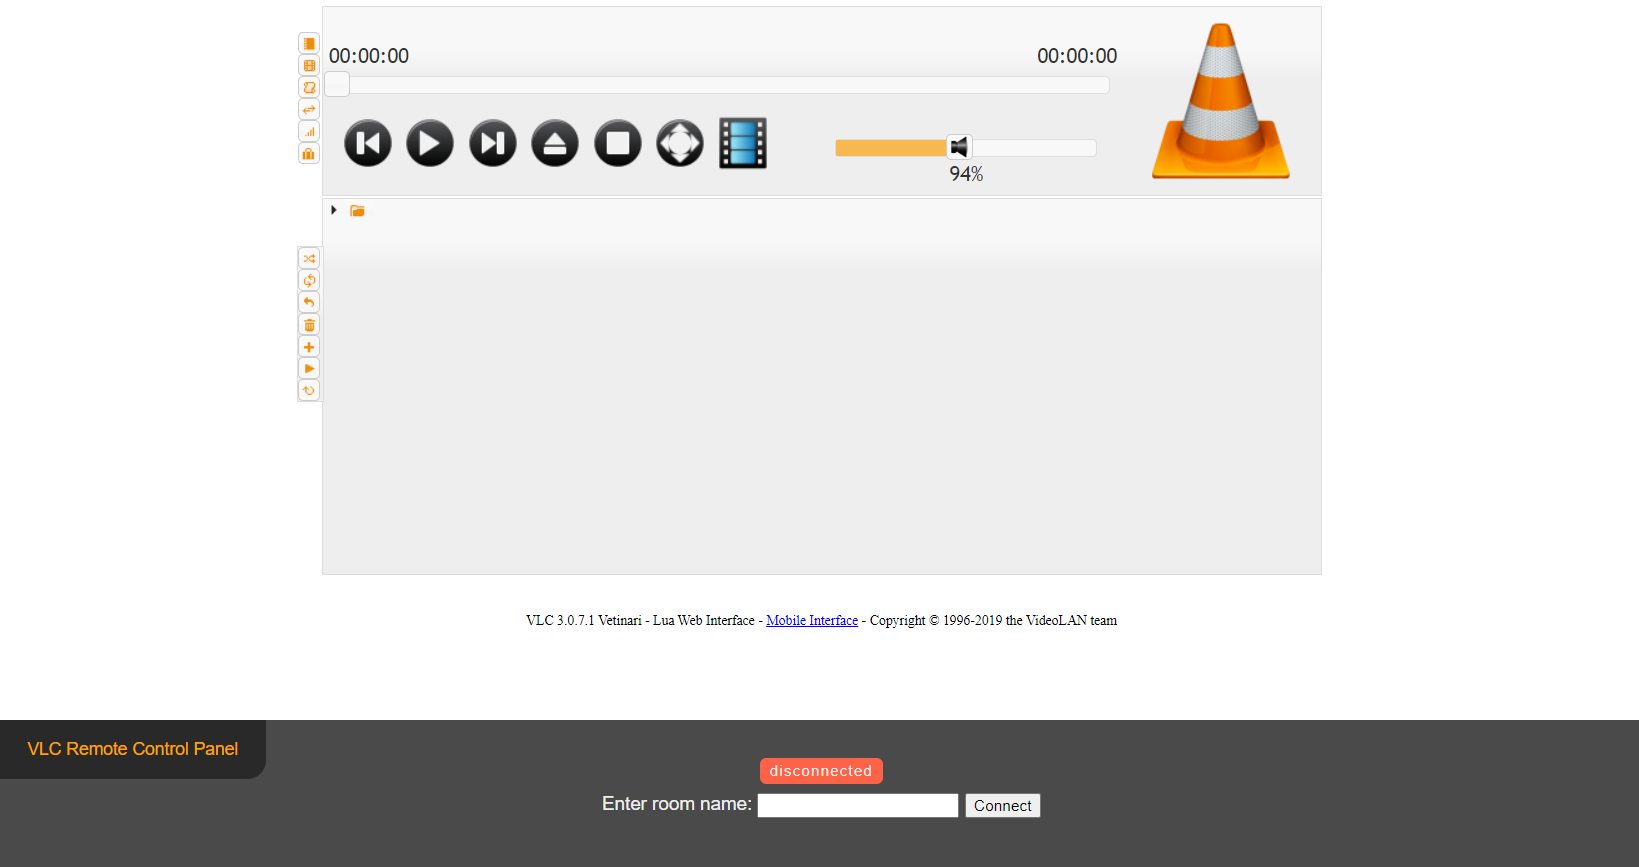 00:00:00 00:00:00
94%
VLC 3.0.7.1 Vetinari - Lua Web Interface - Mobile Interface - Copyright © 1996-2019 the VideoLAN team
VLC Remote Control Panel
disconnected
Enter room name: Connect